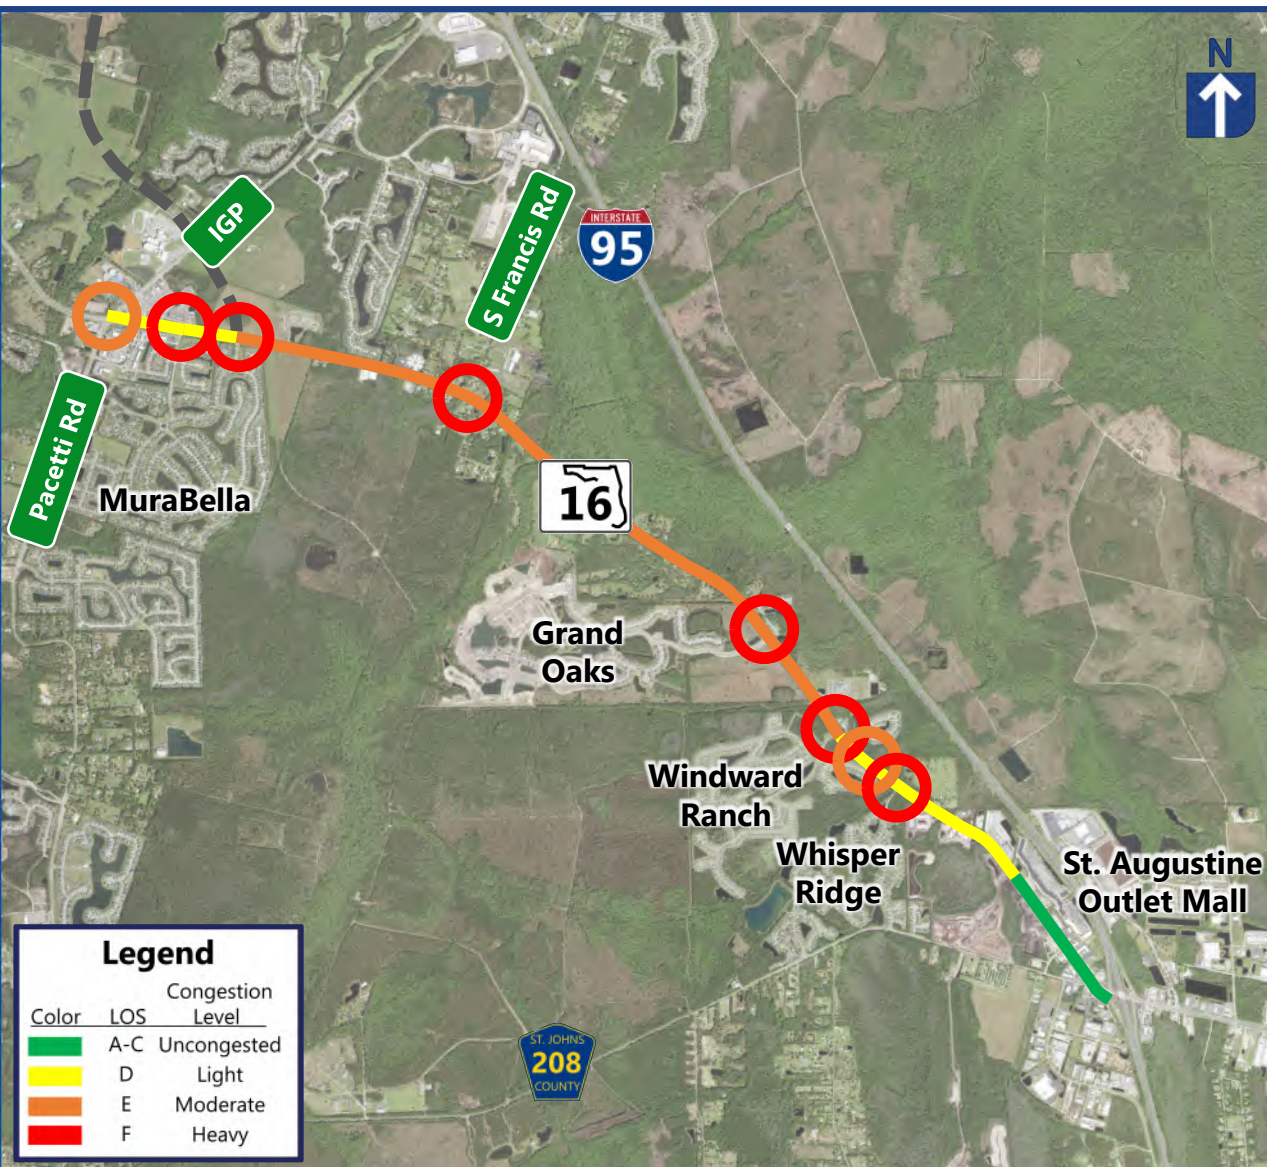 N
IGP
S Francis Rd
INTERSTATE
95
Pacetti Rd
MuraBella
16
Grand
Oaks
Windward
Ranch
Whisper
Ridge
St. Augustine
Outlet Mall
ST. JOHNS
208
COUNTY
Legend
Color LOS Congestion Level
A-C Uncongested
D Light
E Moderate
F Heavy